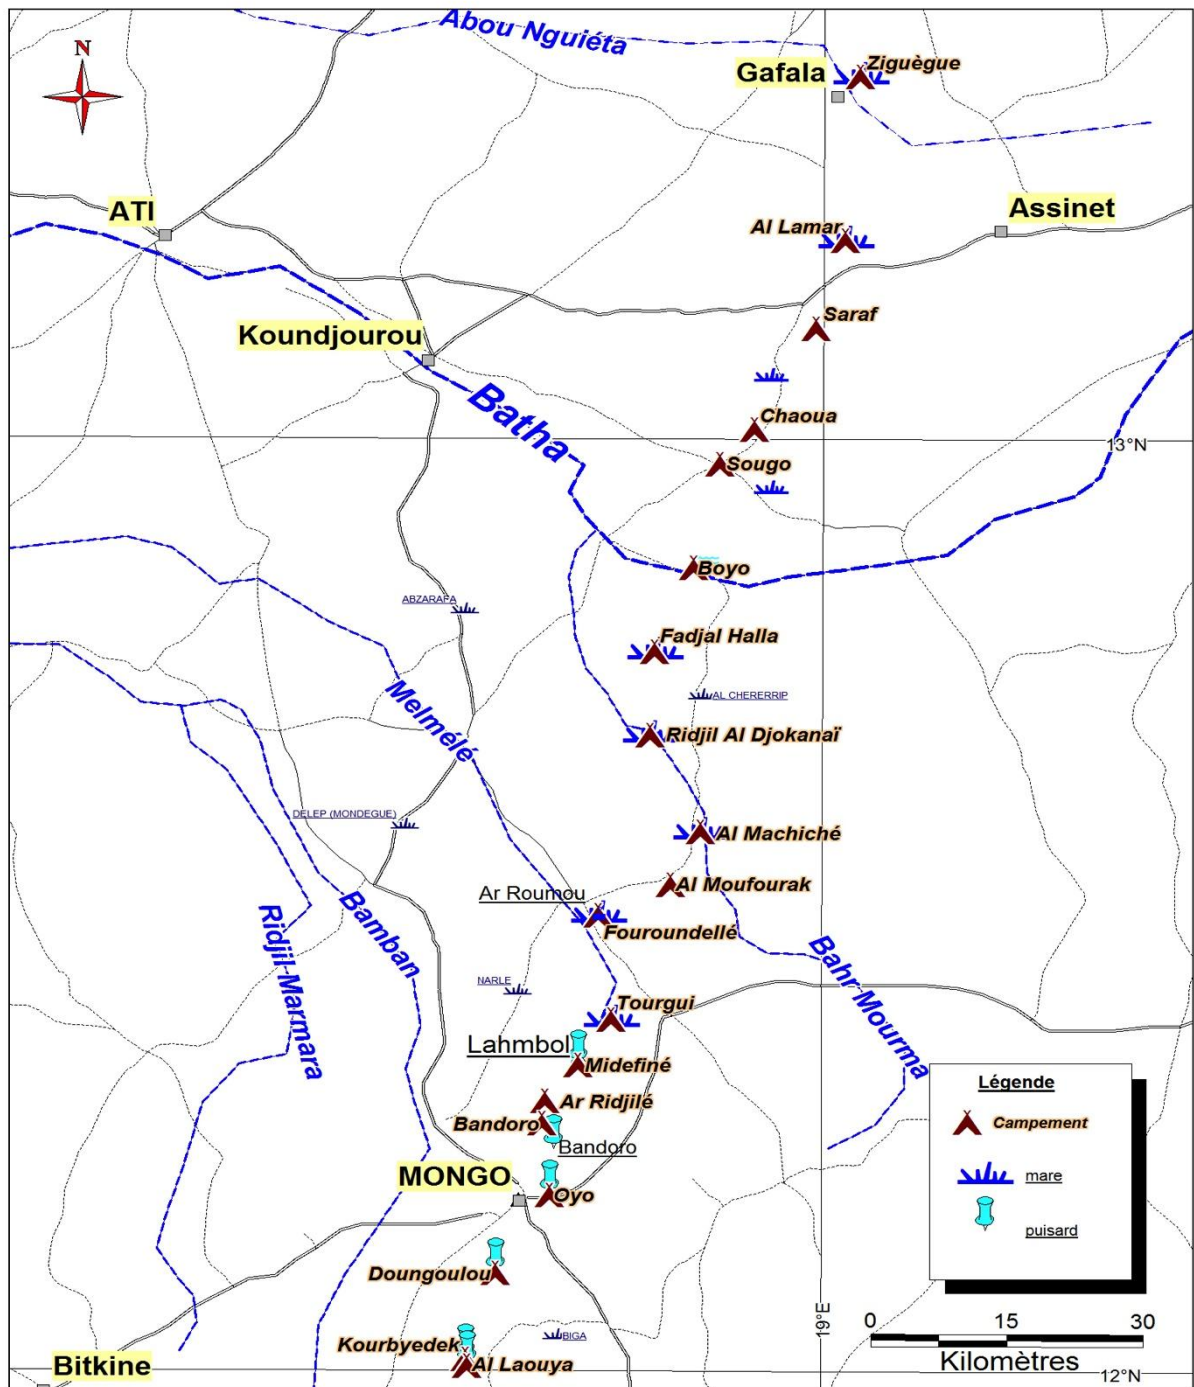 Abou Nguiéta
N
Gafala
Ziguègue
ATI
Al Lamar
Assinet
Saraf
Koundjourou
Batha
Chaoua
13°N
Sougo
Boyo
ABZARAFA
Fadjal Halla
AL CHERERRIP
Melmélé
Ridjil Al Djokanaï
DELEP (MONDEGUE)
Al Machiché
Al Moufourak
Ar Roumou
Fouroundellé
Bamban
Ridjil Marmara
Bahr Mourma
NARLE
Tourgui
Lahmbol
Midefiné
Ar Ridjilé
Bandoro
Bandoro
MONGO
Oyo
Légende
Campement
mare
puisard
Doungoulou
19°E
0 15 30
Kilomètres
Kourbyedek
BIGA
Al Laouya
Bitkine
12°N